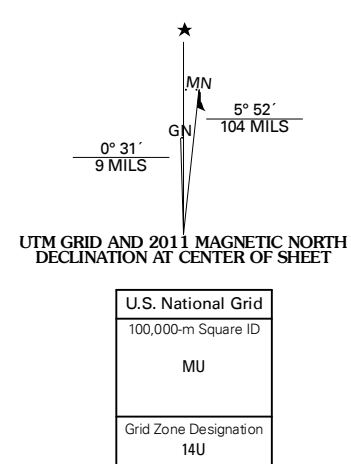 MN
5° 52´
104 MILS
GN
0° 31´
9 MILS
UTM GRID AND 2011 MAGNETIC NORTH
DECLINATION AT CENTER OF SHEET
U.S. National Grid
100,000-m Square ID
MU
Grid Zone Designation
14U